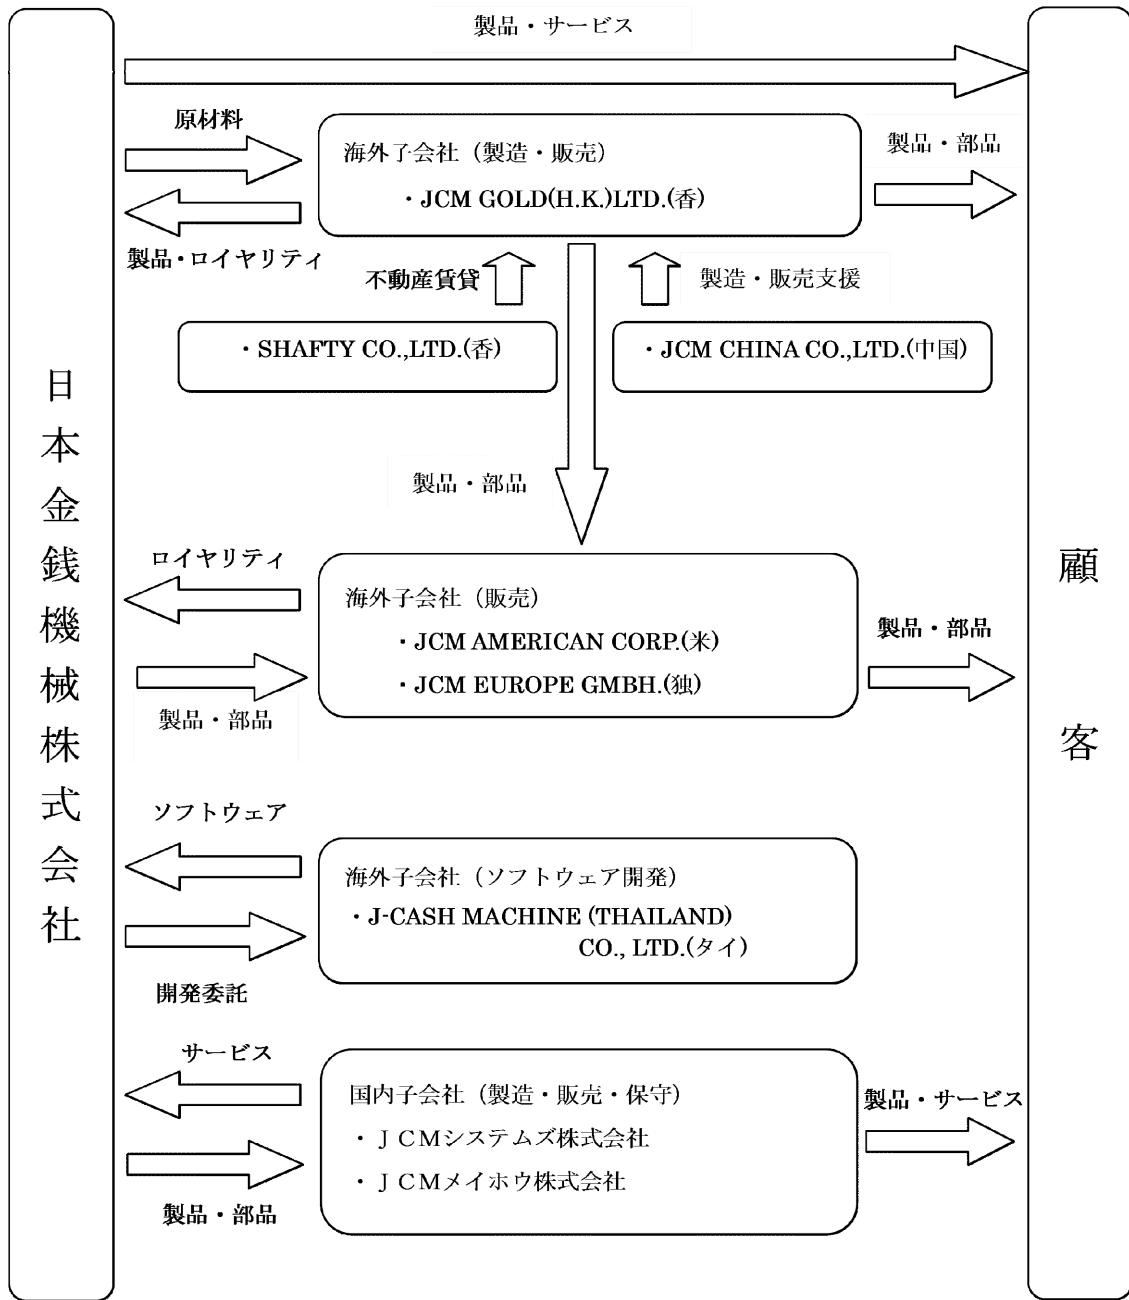 製品・サービス
原材料
海外子会社（製造・販売）
・JCM GOLD(H.K.)LTD.(香)
製品・部品
製品・ロイヤリティ
不動産賃貸
製造・販売支援
・SHAFTY CO.,LTD.(香)
・JCM CHINA CO.,LTD.(中国)
日本金銭機械株式会社
顧客
製品・部品
ロイヤリティ
海外子会社（販売）
・JCM AMERICAN CORP.(米)
・JCM EUROPE GMBH.(独)
製品・部品
製品・部品
ソフトウェア
海外子会社（ソフトウェア開発）
・J-CASH MACHINE (THAILAND)
CO., LTD.(タイ)
開発委託
サービス
国内子会社（製造・販売・保守）
・ＪＣＭシステムズ株式会社
・ＪＣＭメイホウ株式会社
製品・サービス
製品・部品